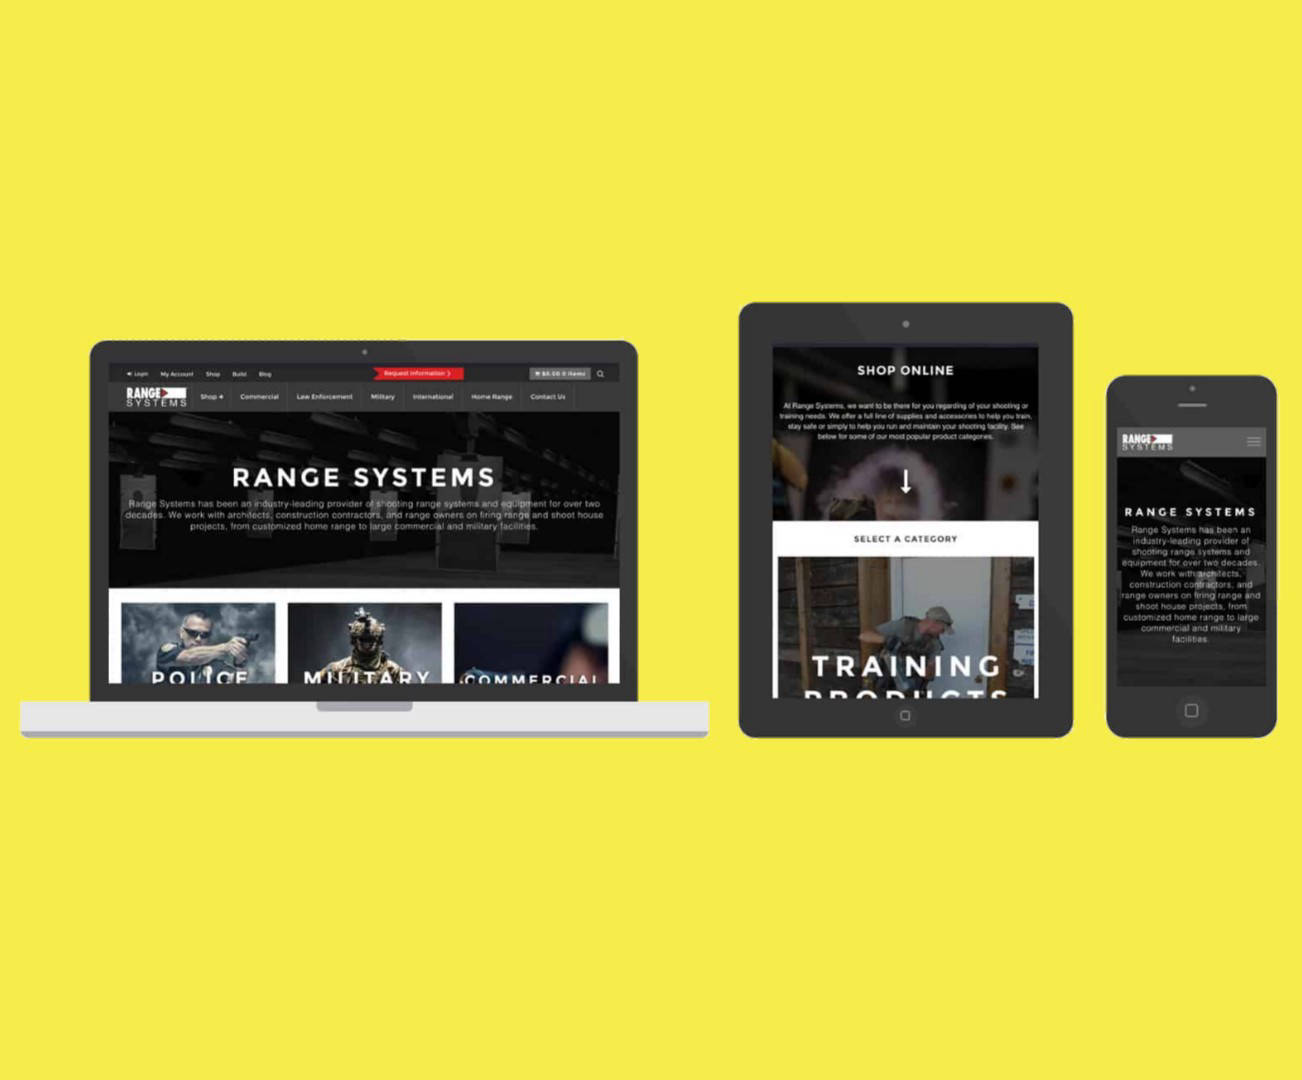 Login My Account Shop Build Blog Request Information $0.00 0 items
RANGE
SYSTEMS
Shop Commercial Law Enforcement Military International Home Range Contact Us
RANGE SYSTEMS
Range Systems has been an industry-leading provider of shooting range systems and equipment for over two
decades. We work with architects, construction contractors, and range owners on firing range and shoot house
projects, from customized home range to large commercial and military facilities.
POLICE MILITARY COMMERCIAL
SHOP ONLINE
At Range Systems, we want to be there for you regarding of your shooting or
training needs. We offer a full line of supplies and accessories to help you train,
stay safe or simply to help you run and maintain your shooting facility. See
below for some of our most popular product categories.
SELECT A CATEGORY
TRAINING
PRODUCTS
RANGE
SYSTEMS
RANGE SYSTEMS
Range Systems has been an
industry-leading provider of
shooting range systems and
equipment for over two decades.
We work with architects,
construction contractors, and
range owners on firing range and
shoot house projects, from
customized home range to large
commercial and military
facilities.